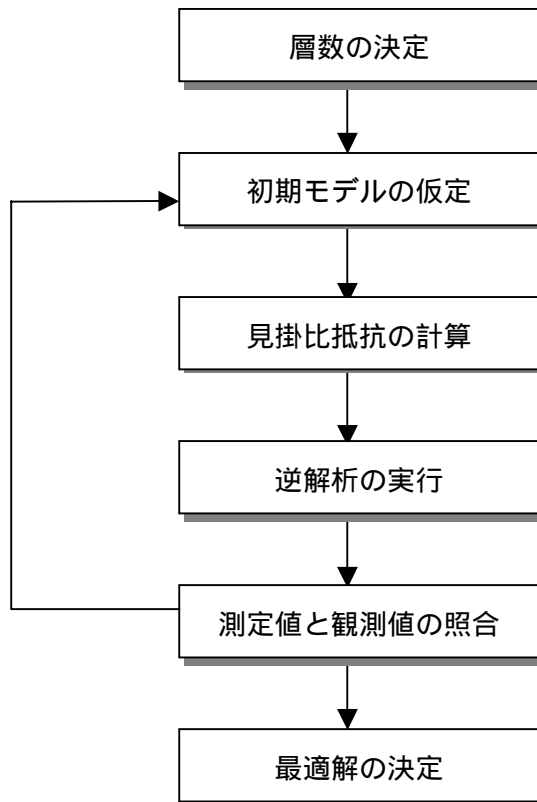 層数の決定
初期モデルの仮定
見掛比抵抗の計算
逆解析の実行
測定値と観測値の照合
最適解の決定